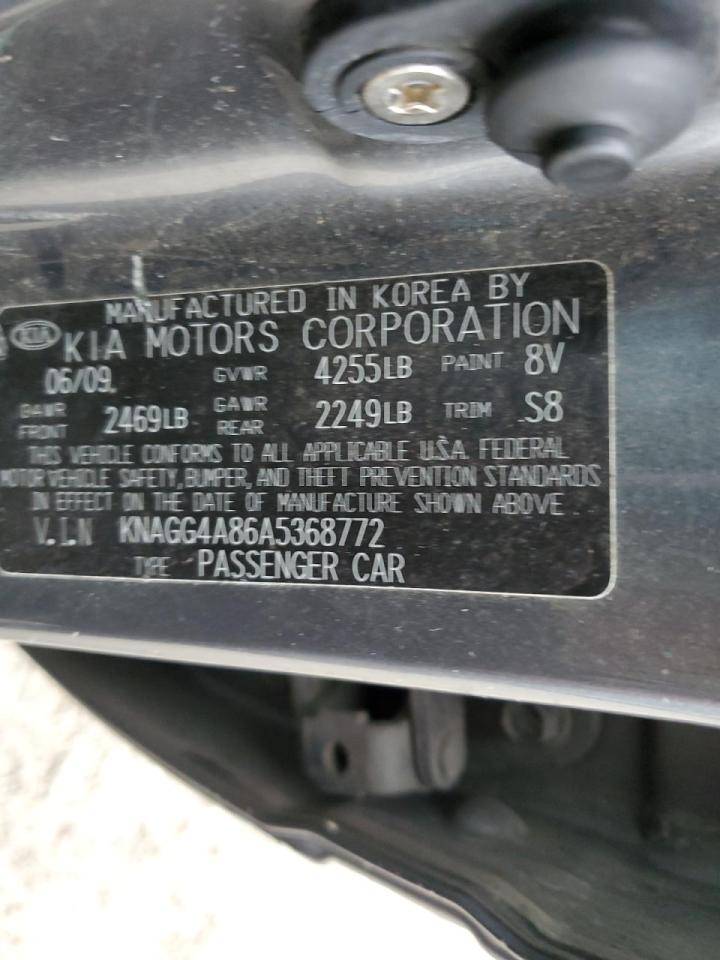 MANUFACTURED IN KOREA BY
KIA KIA MOTORS CORPORATION
06/09. GVWR 4255LB PAINT 8V
GAWR FRONT 2469LB GAWR REAR 2249LB TRIM S8
THIS VEHICLE CONFORMS TO ALL APPLICABLE U.S.A. FEDERAL
MOTOR VEHICLE SAFETY, BUMPER, AND THEFT PREVENTION STANDARDS
IN EFFECT ON THE DATE OF MANUFACTURE SHOWN ABOVE
V.I.N KNAGG4A86A5368772
TYPE PASSENGER CAR